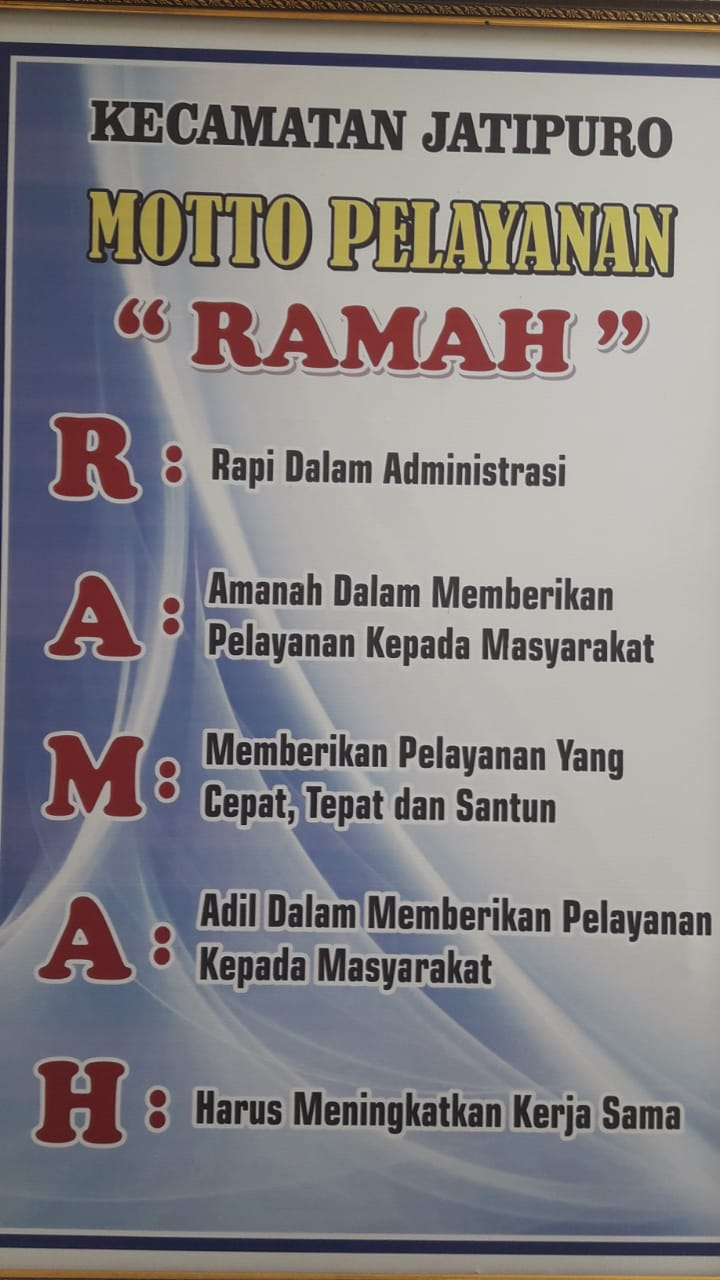 KECAMATAN JATIPURO
MOTTO PELAYANAN
“ RAMAH ”
R : Rapi Dalam Administrasi
A : Amanah Dalam Memberikan
Pelayanan Kepada Masyarakat
M : Memberikan Pelayanan Yang
Cepat, Tepat dan Santun
A : Adil Dalam Memberikan Pelayanan
Kepada Masyarakat
H : Harus Meningkatkan Kerja Sama